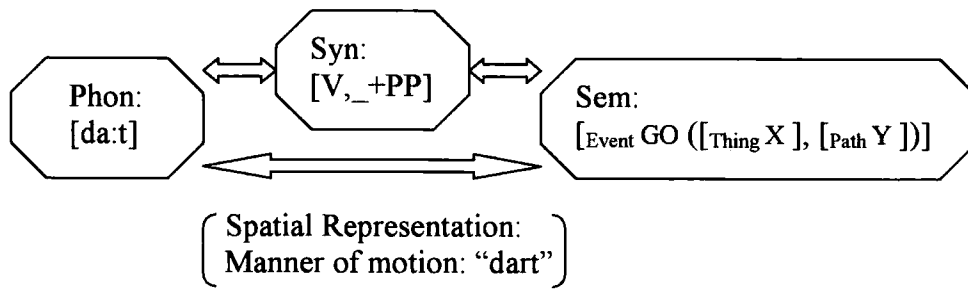 Phon:
[da:t]
Syn:
[V,_+PP]
Sem:
[Event GO ([Thing X ], [Path Y ])]
Spatial Representation:
Manner of motion: “dart”